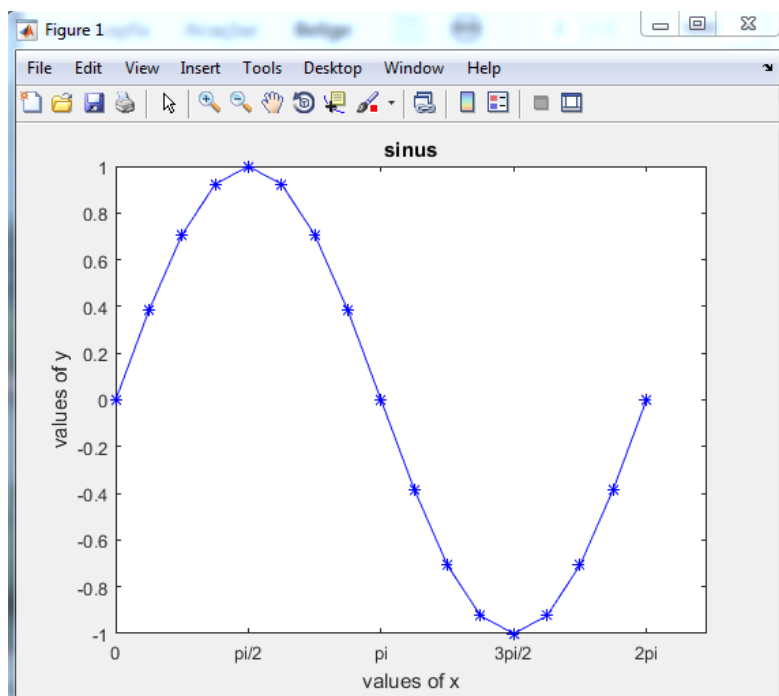 Figure 1
File Edit View Insert Tools Desktop Window Help
sinus
1
0.8
0.6
0.4
0.2
0
-0.2
-0.4
-0.6
-0.8
-1
values of y
0 pi/2 pi 3pi/2 2pi
values of x